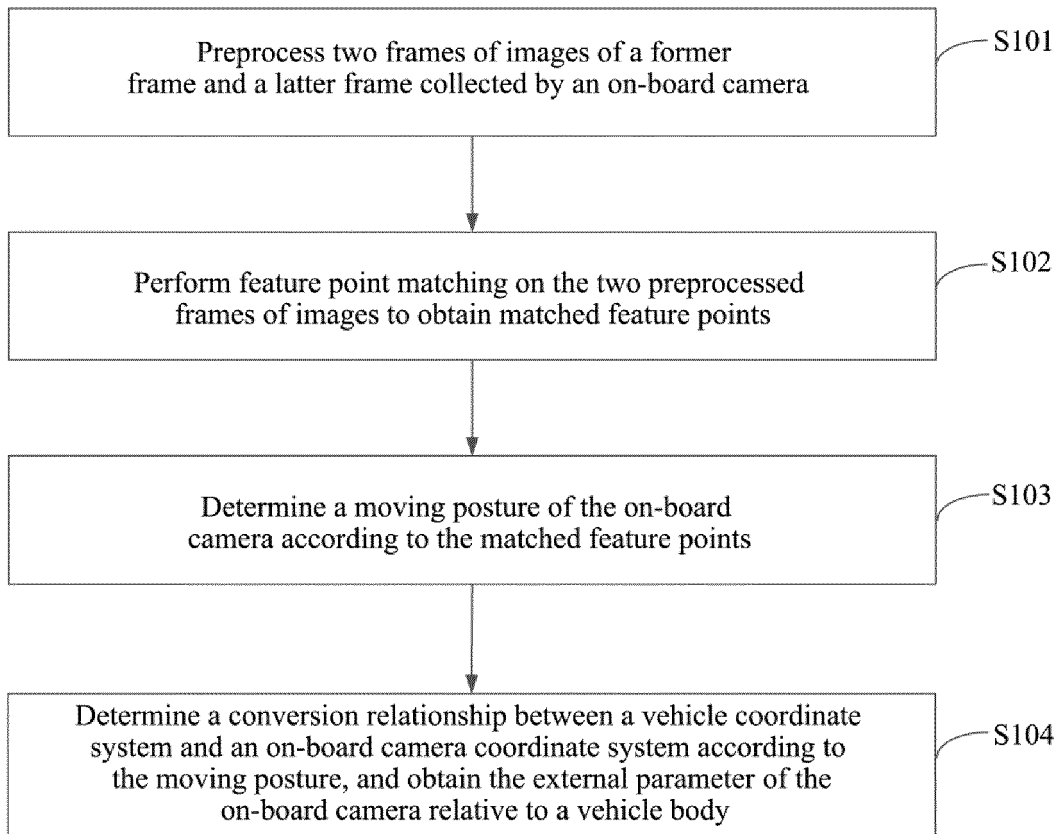 Preprocess two frames of images of a former
frame and a latter frame collected by an on-board camera
S101
Perform feature point matching on the two preprocessed
frames of images to obtain matched feature points
S102
Determine a moving posture of the on-board
camera according to the matched feature points
S103
Determine a conversion relationship between a vehicle coordinate
system and an on-board camera coordinate system according to
the moving posture, and obtain the external parameter of the
on-board camera relative to a vehicle body
S104